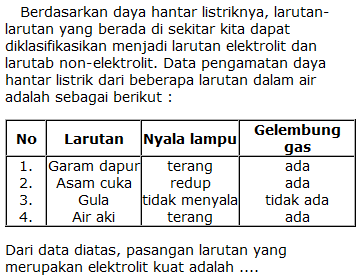 Berdasarkan daya hantar listriknya, larutan-
larutan yang berada di sekitar kita dapat
diklasifikasikan menjadi larutan elektrolit dan
larutab non-elektrolit. Data pengamatan daya
hantar listrik dari beberapa larutan dalam air
adalah sebagai berikut :
No Larutan Nyala lampu Gelembung gas
1. Garam dapur terang ada
2. Asam cuka redup ada
3. Gula tidak menyala tidak ada
4. Air aki terang ada
Dari data diatas, pasangan larutan yang
merupakan elektrolit kuat adalah ....